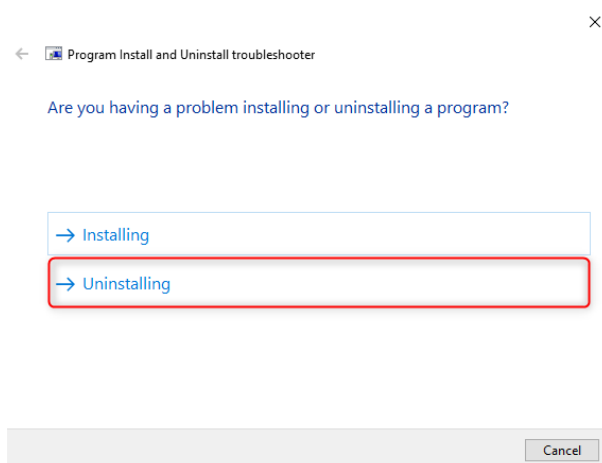 Program Install and Uninstall troubleshooter
Are you having a problem installing or uninstalling a program?
Installing
Uninstalling
Cancel